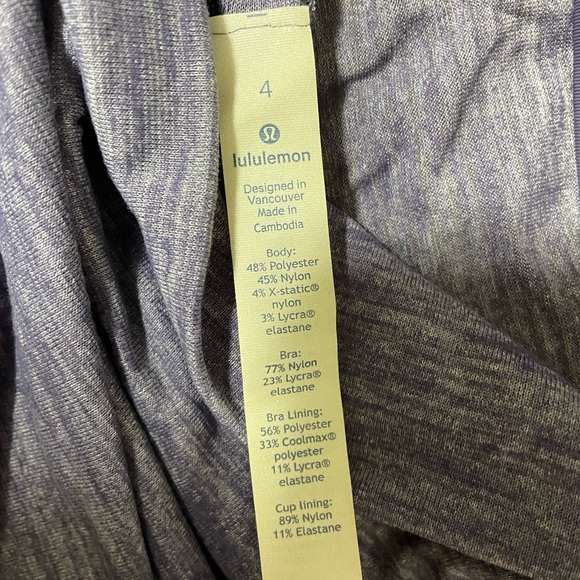 4
lululemon
Designed in
Vancouver
Made in
Cambodia
Body:
48% Polyester
45% Nylon
4% X-static®
nylon
3% Lycra®
elastane
Bra:
77% Nylon
23% Lycra®
elastane
Bra Lining:
56% Polyester
33% Coolmax®
polyester
11% Lycra®
elastane
Cup lining:
89% Nylon
11% Elastane